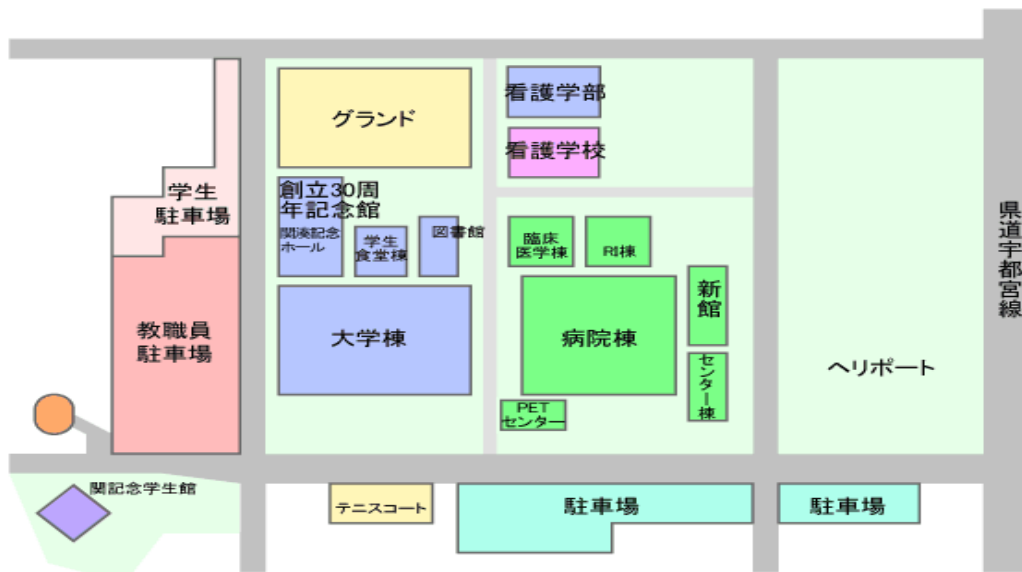 グランド
看護学部
看護学校
学生
駐車場
創立30周
年記念館
関湊記念
ホール
学生
食堂棟
図書館
臨床
医学棟
RI棟
県道宇都宮線
教職員
駐車場
大学棟
病院棟
新館
センター棟
ヘリポート
PET
センター
関記念学生館
テニスコート
駐車場
駐車場